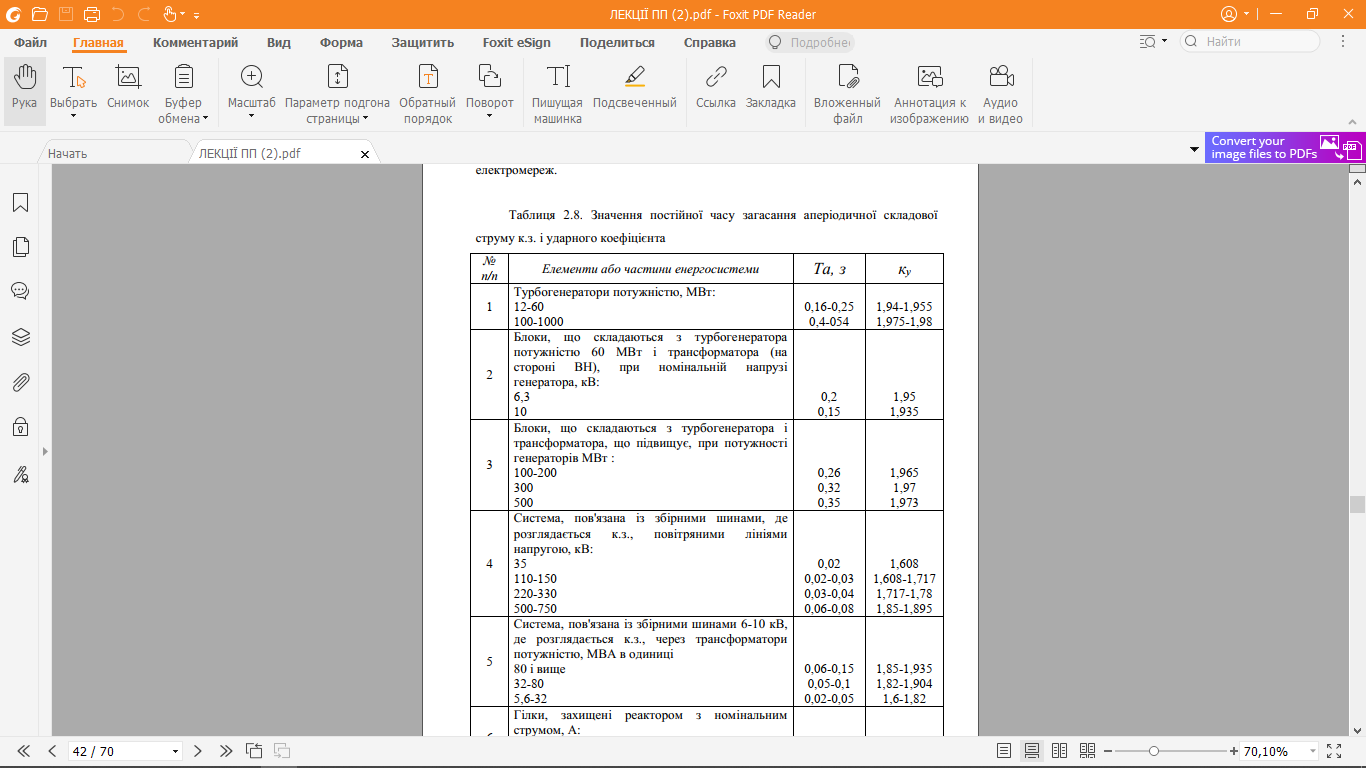 ЛЕКЦІЇ ПП (2).pdf - Foxit PDF Reader
Файл Главная Комментарий Вид Форма Защитить Foxit eSign Поделиться Справка Подробнее Найти
Рука Выбрать Снимок Буфер обмена Масштаб Параметр подгона страницы Обратный порядок Поворот Пишущая машинка Подсвеченный Ссылка Закладка Вложенный файл Аннотация к изображению Аудио и видео
Начать ЛЕКЦІЇ ПП (2).pdf
Convert your
image files to PDFs
PDF
електромереж.
Таблиця 2.8. Значення постійної часу загасання аперіодичної складової
струму к.з. і ударного коефіцієнта
№ п/п Елементи або частини енергосистеми Та, з κу
1 Турбогенератори потужністю, МВт:
12-60 0,16-0,25 1,94-1,955
100-1000 0,4-054 1,975-1,98
2 Блоки, що складаються з турбогенератора
потужністю 60 МВт і трансформатора (на
стороні ВН), при номінальній напрузі
генератора, кВ:
6,3 0,2 1,95
10 0,15 1,935
3 Блоки, що складаються з турбогенератора і
трансформатора, що підвищує, при потужності
генераторів МВт :
100-200 0,26 1,965
300 0,32 1,97
500 0,35 1,973
4 Система, пов'язана із збірними шинами, де
розглядається к.з., повітряними лініями
напругою, кВ:
35 0,02 1,608
110-150 0,02-0,03 1,608-1,717
220-330 0,03-0,04 1,717-1,78
500-750 0,06-0,08 1,85-1,895
5 Система, пов'язана із збірними шинами 6-10 кВ,
де розглядається к.з., через трансформатори
потужністю, МВА в одиниці
80 і вище 0,06-0,15 1,85-1,935
32-80 0,05-0,1 1,82-1,904
5,6-32 0,02-0,05 1,6-1,82
Гілки, захищені реактором з номінальним
струмом, А:
42 / 70 70,10%